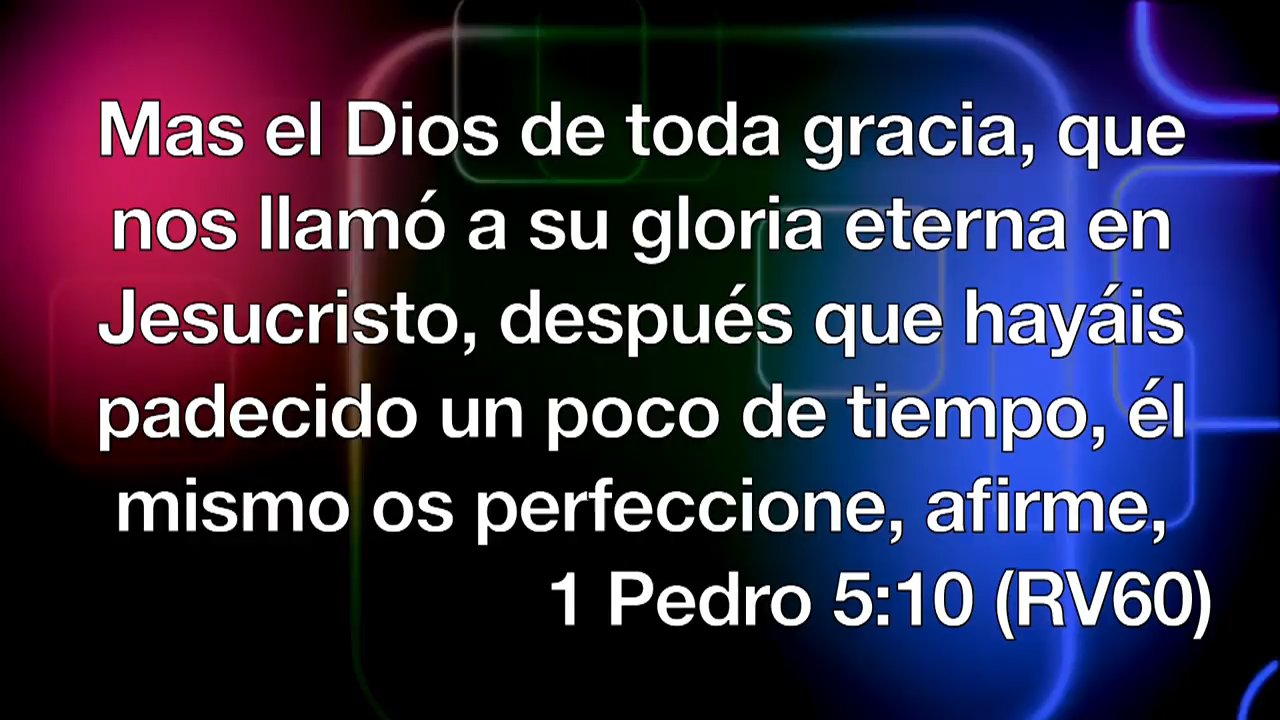 Mas el Dios de toda gracia, que
nos llamó a su gloria eterna en
Jesucristo, después que hayáis
padecido un poco de tiempo, él
mismo os perfeccione, afirme,
1 Pedro 5:10 (RV60)